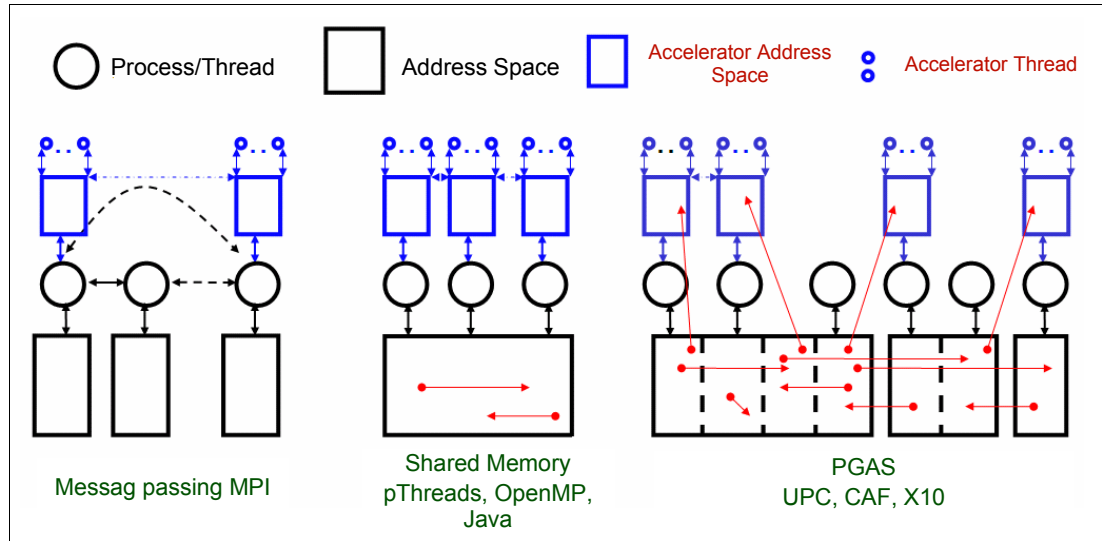 Process/Thread
Address Space
Accelerator Address
Space
Accelerator Thread
Messag passing MPI
Shared Memory
pThreads, OpenMP,
Java
PGAS
UPC, CAF, X10